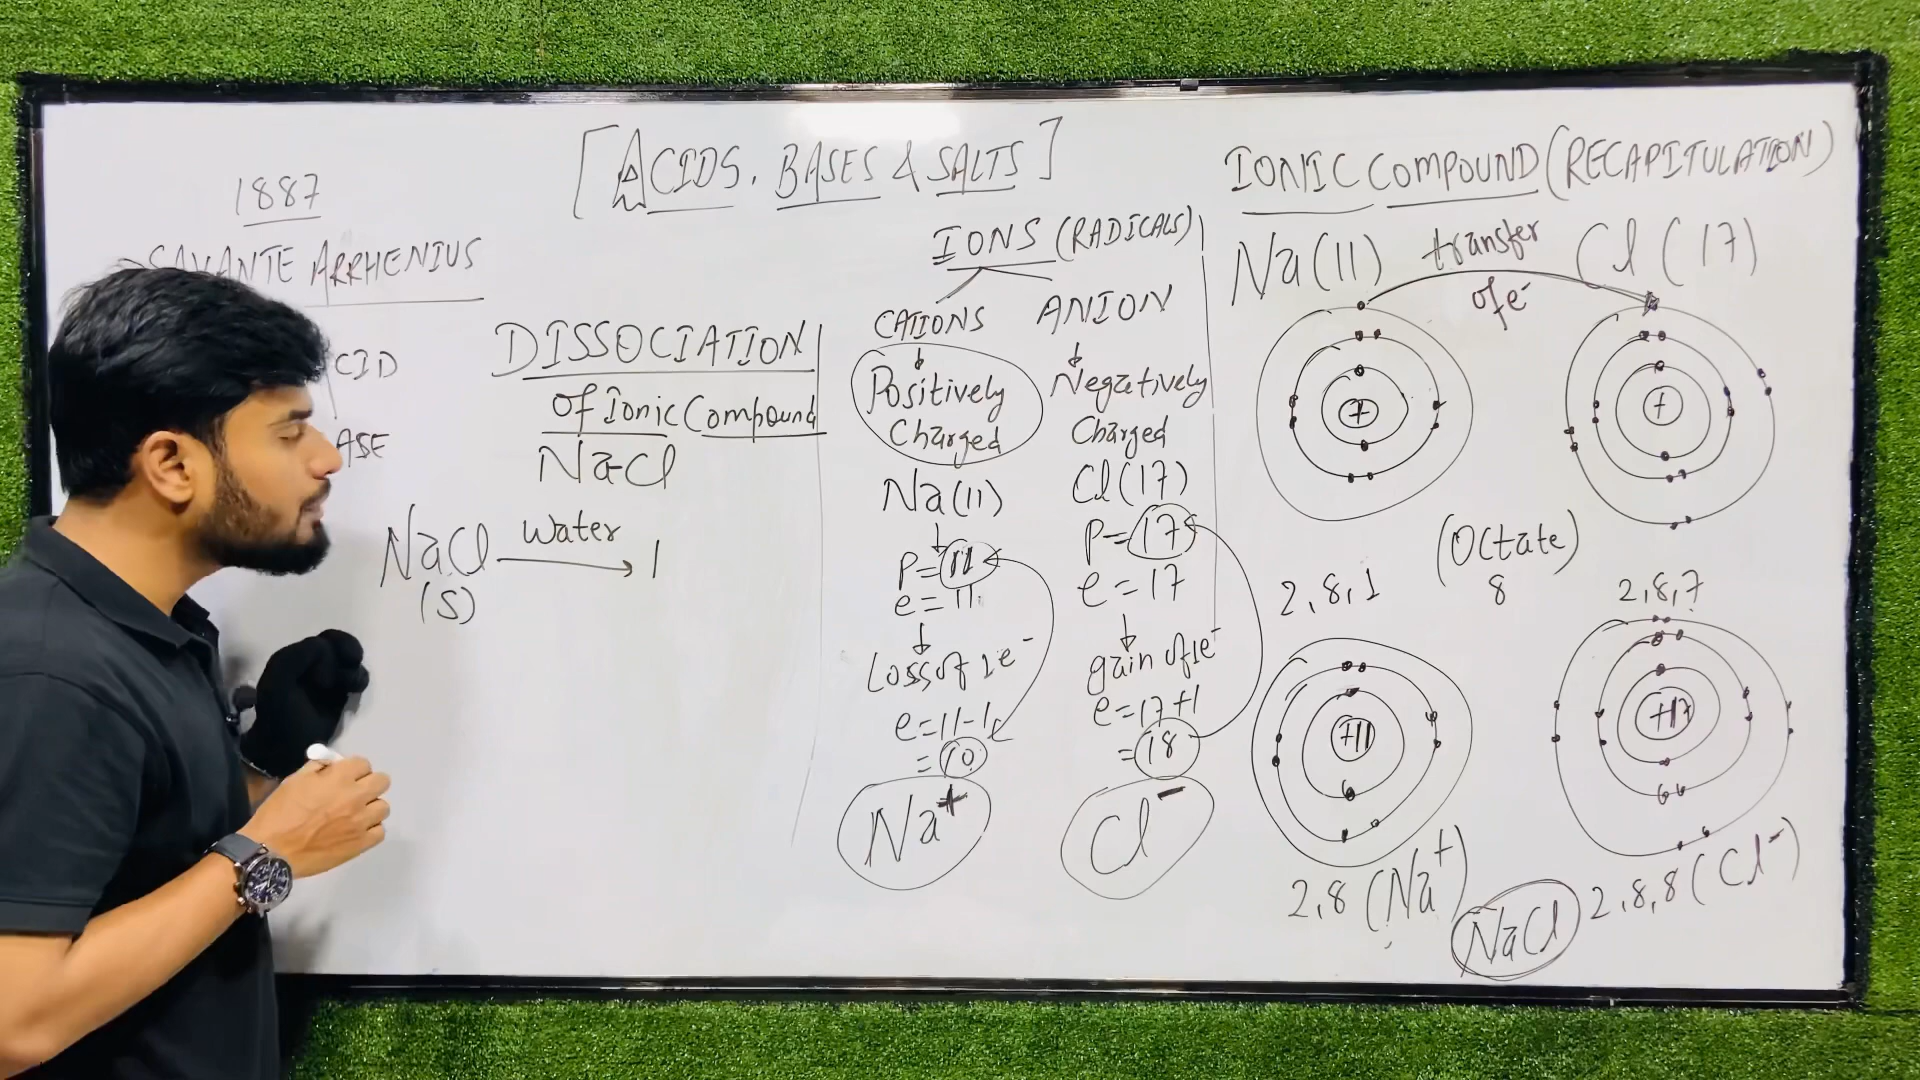 [ACIDS, BASES & SALTS]
1887
SAVANTE ARRHENIUS
CID
ASE
DISSOCIATION
of Ionic Compound
NaCl
NaCl water
(S)
IONS (RADICALS)
CATIONS
Positively
Charged
Na(11)
P=11
e=11
Loss of 1e-
e=11-1
=10
Na+
ANION
Negatively
Charged
Cl(17)
P=17
e=17
gain of 1e-
e=17+1
=18
Cl-
IONIC COMPOUND (RECAPITULATION)
Na(11) transfer Cl(17)
of e-
+ +
(Octate)
2,8,1 8 2,8,7
+11 +17
2,8 (Na+) NaCl 2,8,8 (Cl-)